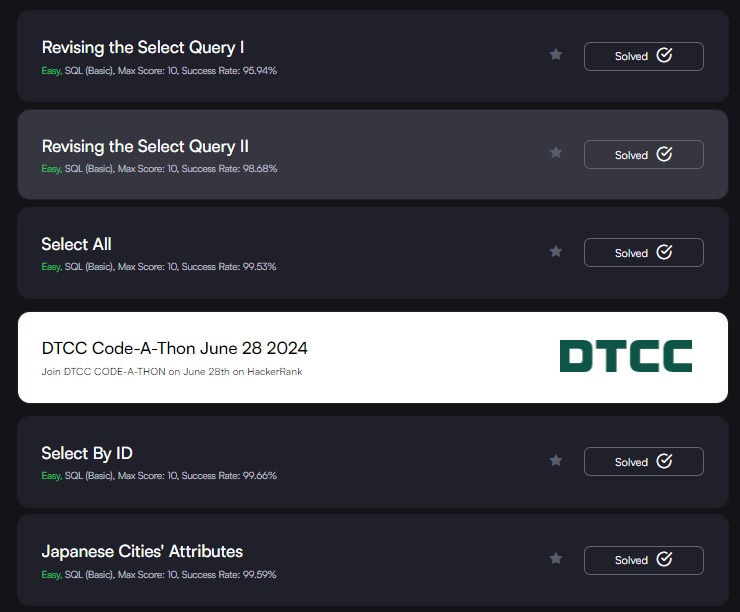 Revising the Select Query I
Easy, SQL (Basic), Max Score: 10, Success Rate: 95.94%
Solved
Revising the Select Query II
Easy, SQL (Basic), Max Score: 10, Success Rate: 98.68%
Solved
Select All
Easy, SQL (Basic), Max Score: 10, Success Rate: 99.53%
Solved
DTCC Code-A-Thon June 28 2024
Join DTCC CODE-A-THON on June 28th on HackerRank
DTCC
Select By ID
Easy, SQL (Basic), Max Score: 10, Success Rate: 99.66%
Solved
Japanese Cities' Attributes
Easy, SQL (Basic), Max Score: 10, Success Rate: 99.59%
Solved